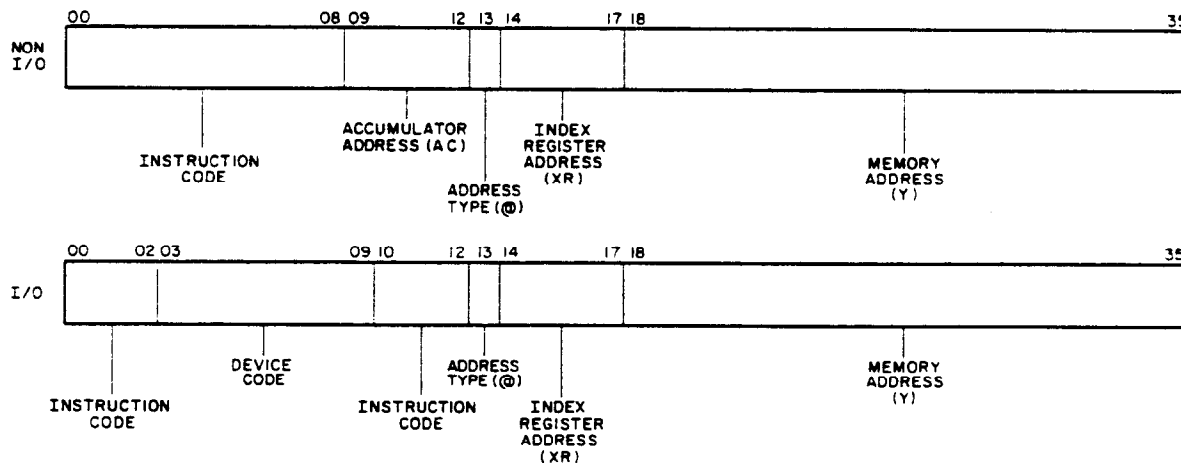 00 08 09 12 13 14 17 18 35
NON
I/O
ACCUMULATOR
ADDRESS (AC)
INDEX
REGISTER
ADDRESS
(XR)
INSTRUCTION
CODE
MEMORY
ADDRESS
(Y)
ADDRESS
TYPE (@)
00 02 03 09 10 12 13 14 17 18 35
I/O
DEVICE
CODE
ADDRESS
TYPE (@)
MEMORY
ADDRESS
(Y)
INSTRUCTION
CODE
INSTRUCTION
CODE
INDEX
REGISTER
ADDRESS
(XR)